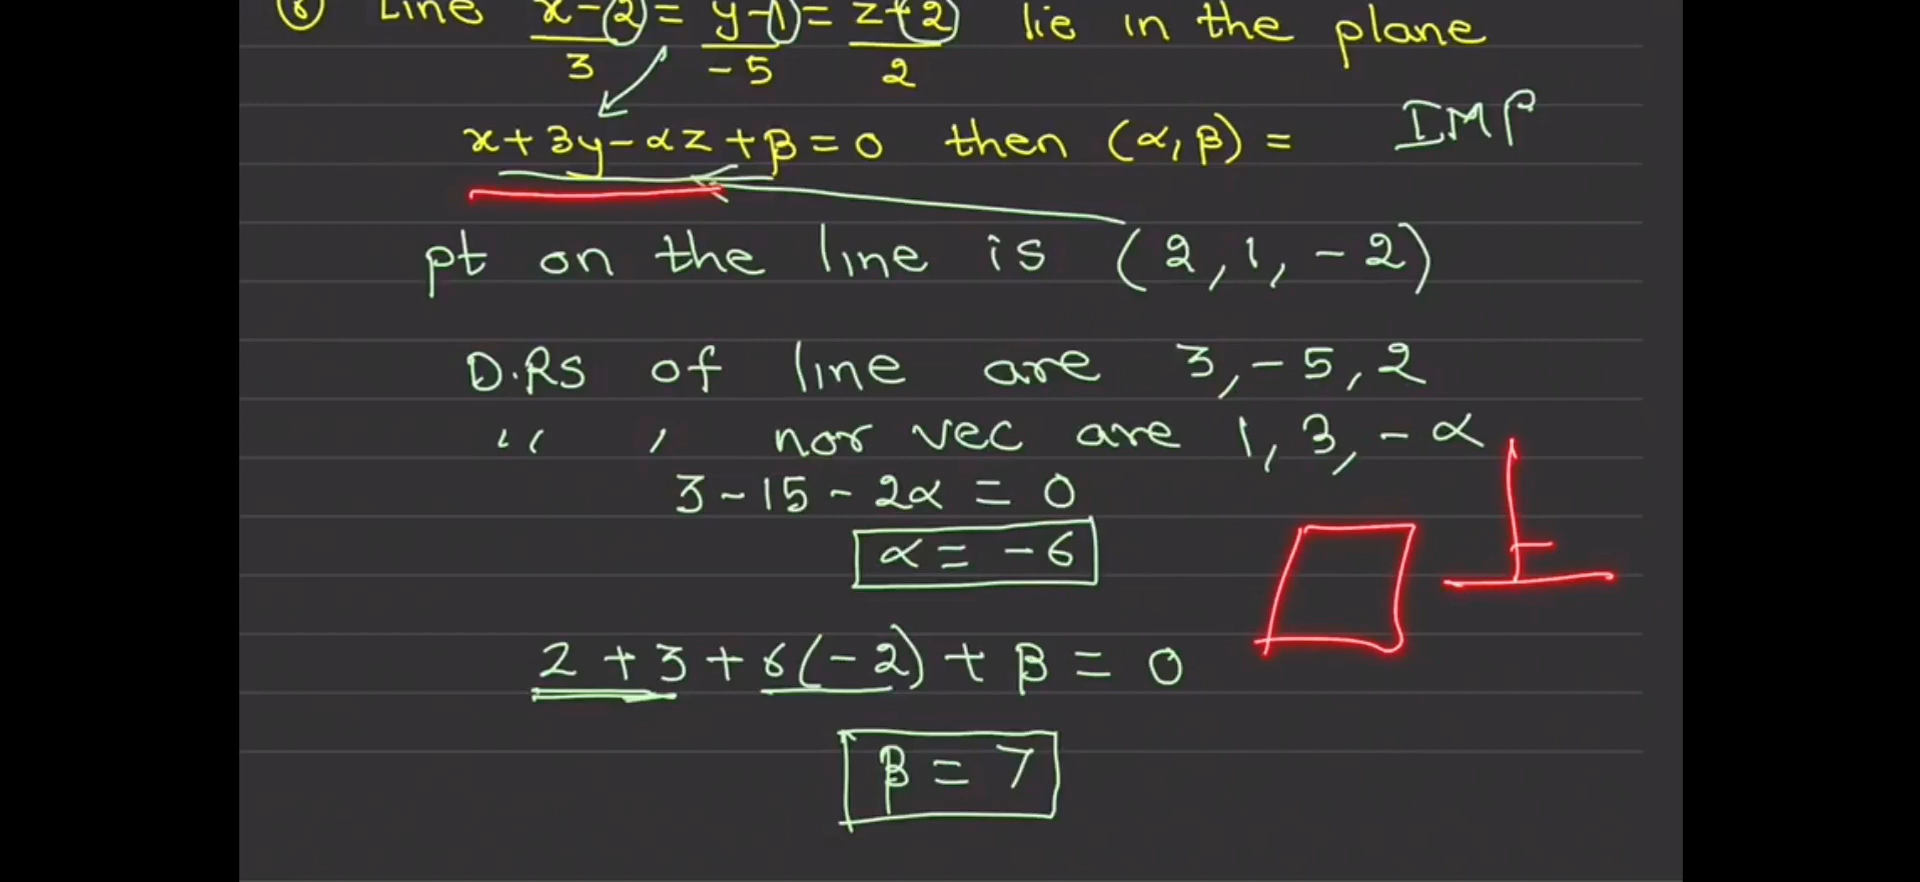 ⑧ Line x-2/3 = y-1/-5 = z+2/2 lie in the plane
x+3y-αz+β=0 then (α,β) = IMP
pt on the line is (2,1,-2)
D.RS of line are 3,-5,2
" , nor vec are 1,3,-α
3-15-2α = 0
α = -6
2+3+6(-2)+β = 0
β = 7